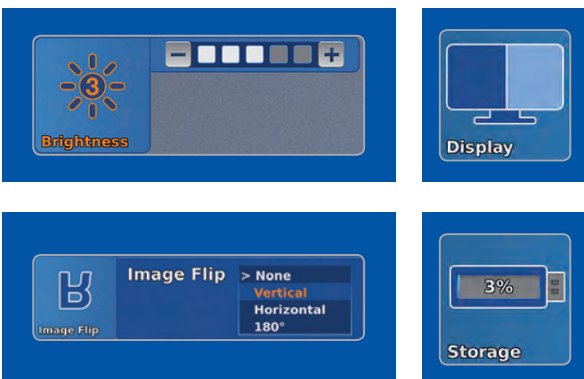 3
Brightness
Display
Image Flip
Image Flip
> None
Vertical
Horizontal
180°
3%
Storage